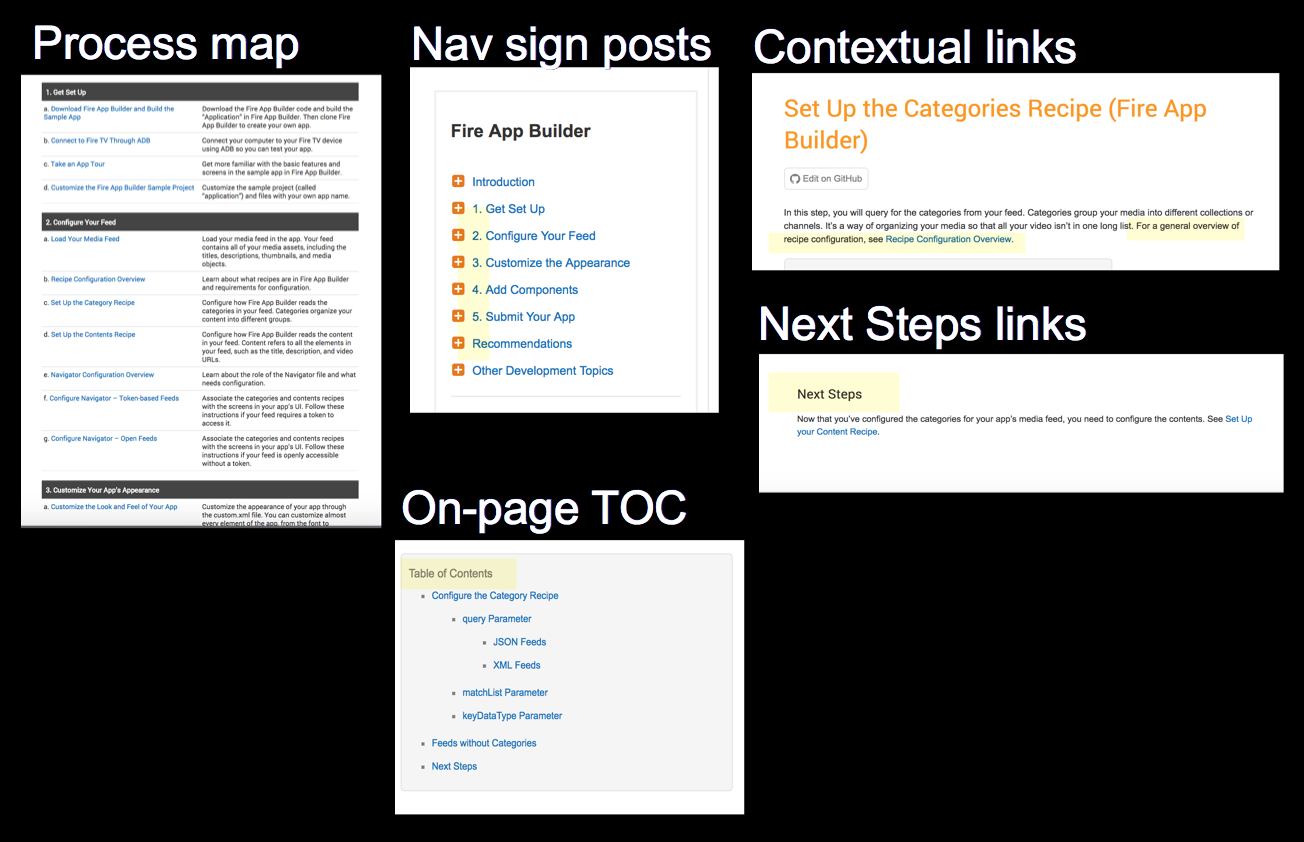 Process map
1. Get Set Up
a. Download Fire App Builder and Build the
Sample App
Download the Fire App Builder code and build the
"Application" in Fire App Builder. Then clone Fire
App Builder to create your own app.
b. Connect to Fire TV Through ADB
Connect your computer to your Fire TV device
using ADB so you can test your app.
c. Take an App Tour
Get more familiar with the basic features and
screens in the sample app in Fire App Builder.
d. Customize the Fire App Builder Sample Project
Customize the sample project (called
"application") and files with your own app name.
2. Configure Your Feed
a. Load Your Media Feed
Load your media feed in the app. Your feed
contains all of your media assets, including the
titles, descriptions, thumbnails, and media
objects.
b. Recipe Configuration Overview
Learn about what recipes are in Fire App Builder
and requirements for configuration.
c. Set Up the Category Recipe
Configure how Fire App Builder reads the
categories in your feed. Categories organize your
content into different groups.
d. Set Up the Contents Recipe
Configure how Fire App Builder reads the content
in your feed. Content refers to all the elements in
your feed, such as the title, description, and video
URLs.
e. Navigator Configuration Overview
Learn about the role of the Navigator file and what
needs configuration.
f. Configure Navigator – Token-based Feeds
Associate the categories and contents recipes
with the screens in your app's UI. Follow these
instructions if your feed requires a token to
access it.
g. Configure Navigator – Open Feeds
Associate the categories and contents recipes
with the screens in your app's UI. Follow these
instructions if your feed is openly accessible
without a token.
3. Customize Your App's Appearance
a. Customize the Look and Feel of Your App
Customize the appearance of your app through
the custom.xml file. You can customize almost
every element of the app, from the font to
Nav sign posts
Fire App Builder
Introduction
1. Get Set Up
2. Configure Your Feed
3. Customize the Appearance
4. Add Components
5. Submit Your App
Recommendations
Other Development Topics
Contextual links
Set Up the Categories Recipe (Fire App
Builder)
Edit on GitHub
In this step, you will query for the categories from your feed. Categories group your media into different collections or
channels. It's a way of organizing your media so that all your video isn't in one long list. For a general overview of
recipe configuration, see Recipe Configuration Overview.
Next Steps links
Next Steps
Now that you've configured the categories for your app's media feed, you need to configure the contents. See Set Up
your Content Recipe.
On-page TOC
Table of Contents
Configure the Category Recipe
query Parameter
JSON Feeds
XML Feeds
matchList Parameter
keyDataType Parameter
Feeds without Categories
Next Steps